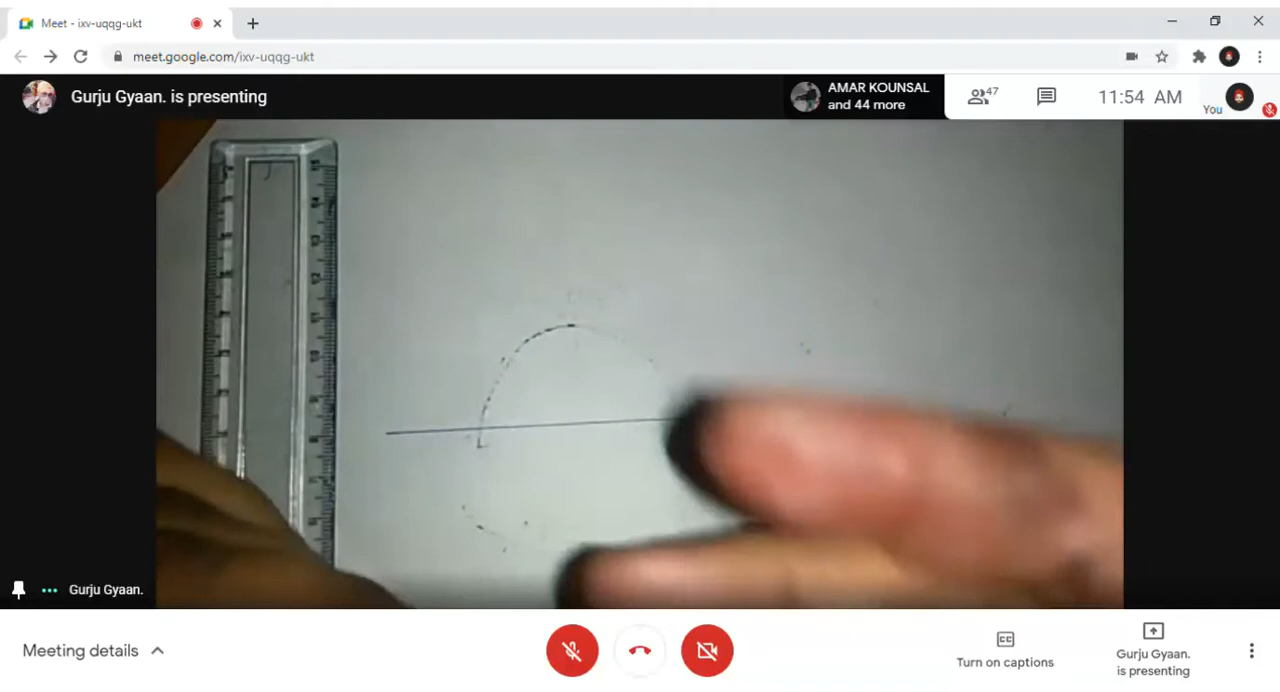 Meet - ixv-uqqg-ukt
meet.google.com/ixv-uqqg-ukt
Gurju Gyaan. is presenting
AMAR KOUNSAL
and 44 more
47
11:54 AM
You
Gurju Gyaan.
Meeting details
CC
Turn on captions
Gurju Gyaan.
is presenting